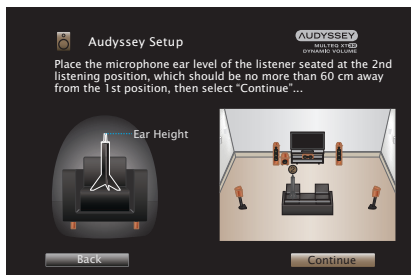 Audyssey Setup
AUDYSSEY
MULTEQ XT32
DYNAMIC VOLUME
Place the microphone ear level of the listener seated at the 2nd
listening position, which should be no more than 60 cm away
from the 1st position, then select “Continue”...
Ear Height
Back
Continue